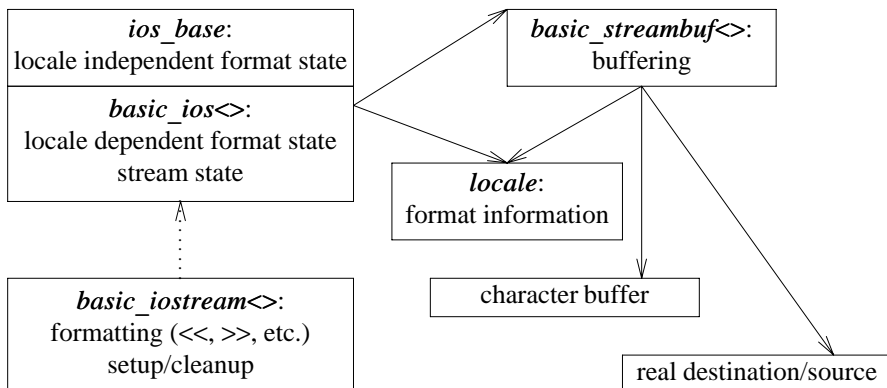 ios_base:
locale independent format state
basic_ios<>:
locale dependent format state
stream state
basic_streambuf<>:
buffering
locale:
format information
character buffer
basic_iostream<>:
formatting (<<, >>, etc.)
setup/cleanup
real destination/source